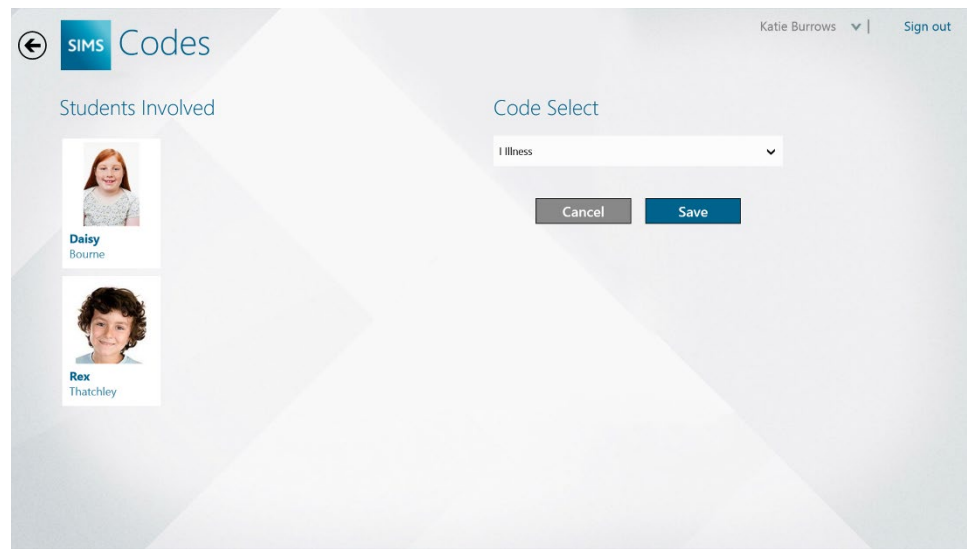 SIMS Codes
Katie Burrows | Sign out
Students Involved
Code Select
I Illness
Cancel Save
Daisy
Bourne
Rex
Thatchley